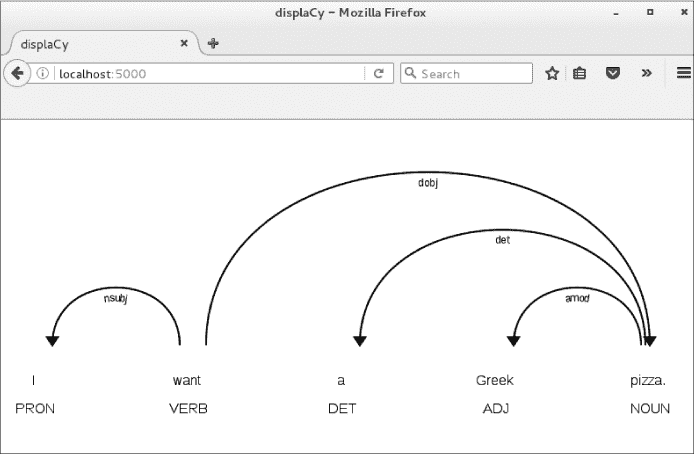 displaCy - Mozilla Firefox
displaCy
localhost:5000
Search
dobj
det
nsubj
amod
I want a Greek pizza.
PRON VERB DET ADJ NOUN